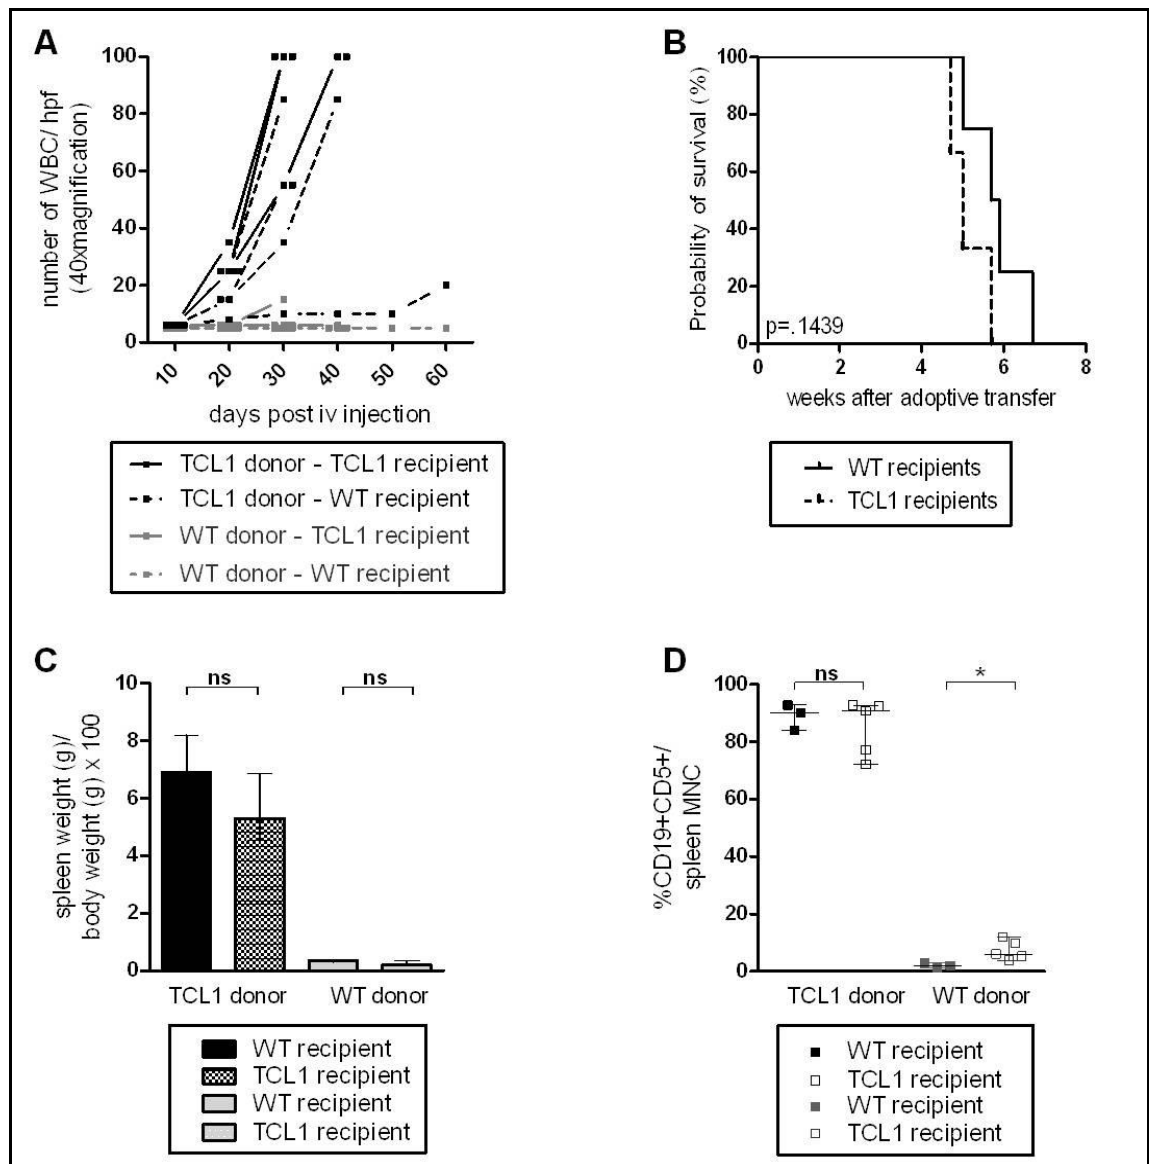 A
number of WBC/ hpf
(40xmagnification)
100
80
60
40
20
0
10
20
30
40
50
60
days post iv injection
TCL1 donor - TCL1 recipient
TCL1 donor - WT recipient
WT donor - TCL1 recipient
WT donor - WT recipient
B
Probability of survival (%)
100
80
60
40
20
0
p=.1439
0
2
4
6
8
weeks after adoptive transfer
WT recipients
TCL1 recipients
C
spleen weight (g)/
body weight (g) x 100
10
8
6
4
2
0
ns
ns
TCL1 donor
WT donor
WT recipient
TCL1 recipient
WT recipient
TCL1 recipient
D
%CD19+CD5+/
spleen MNC
100
80
60
40
20
0
ns
*
TCL1 donor
WT donor
WT recipient
TCL1 recipient
WT recipient
TCL1 recipient